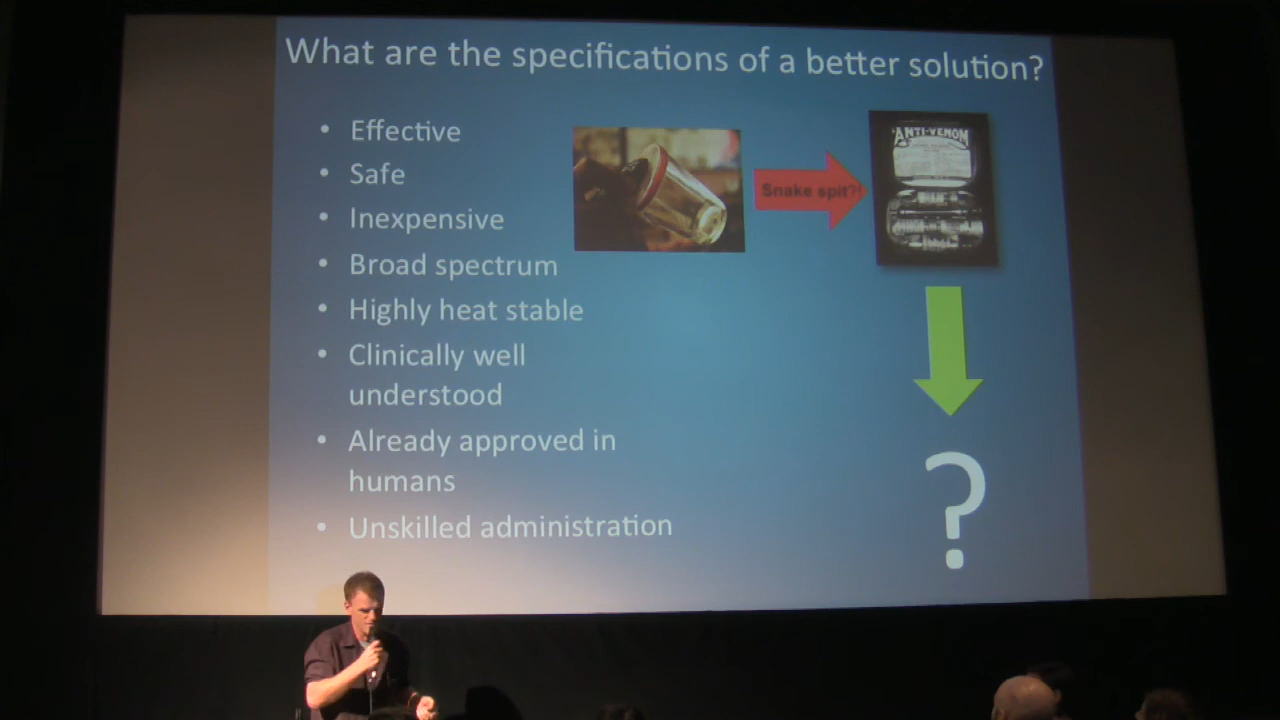 What are the specifications of a better solution?
• Effective
• Safe
• Inexpensive
• Broad spectrum
• Highly heat stable
• Clinically well
understood
• Already approved in
humans
• Unskilled administration
Snake spit?!
ANTI-VENOM
?